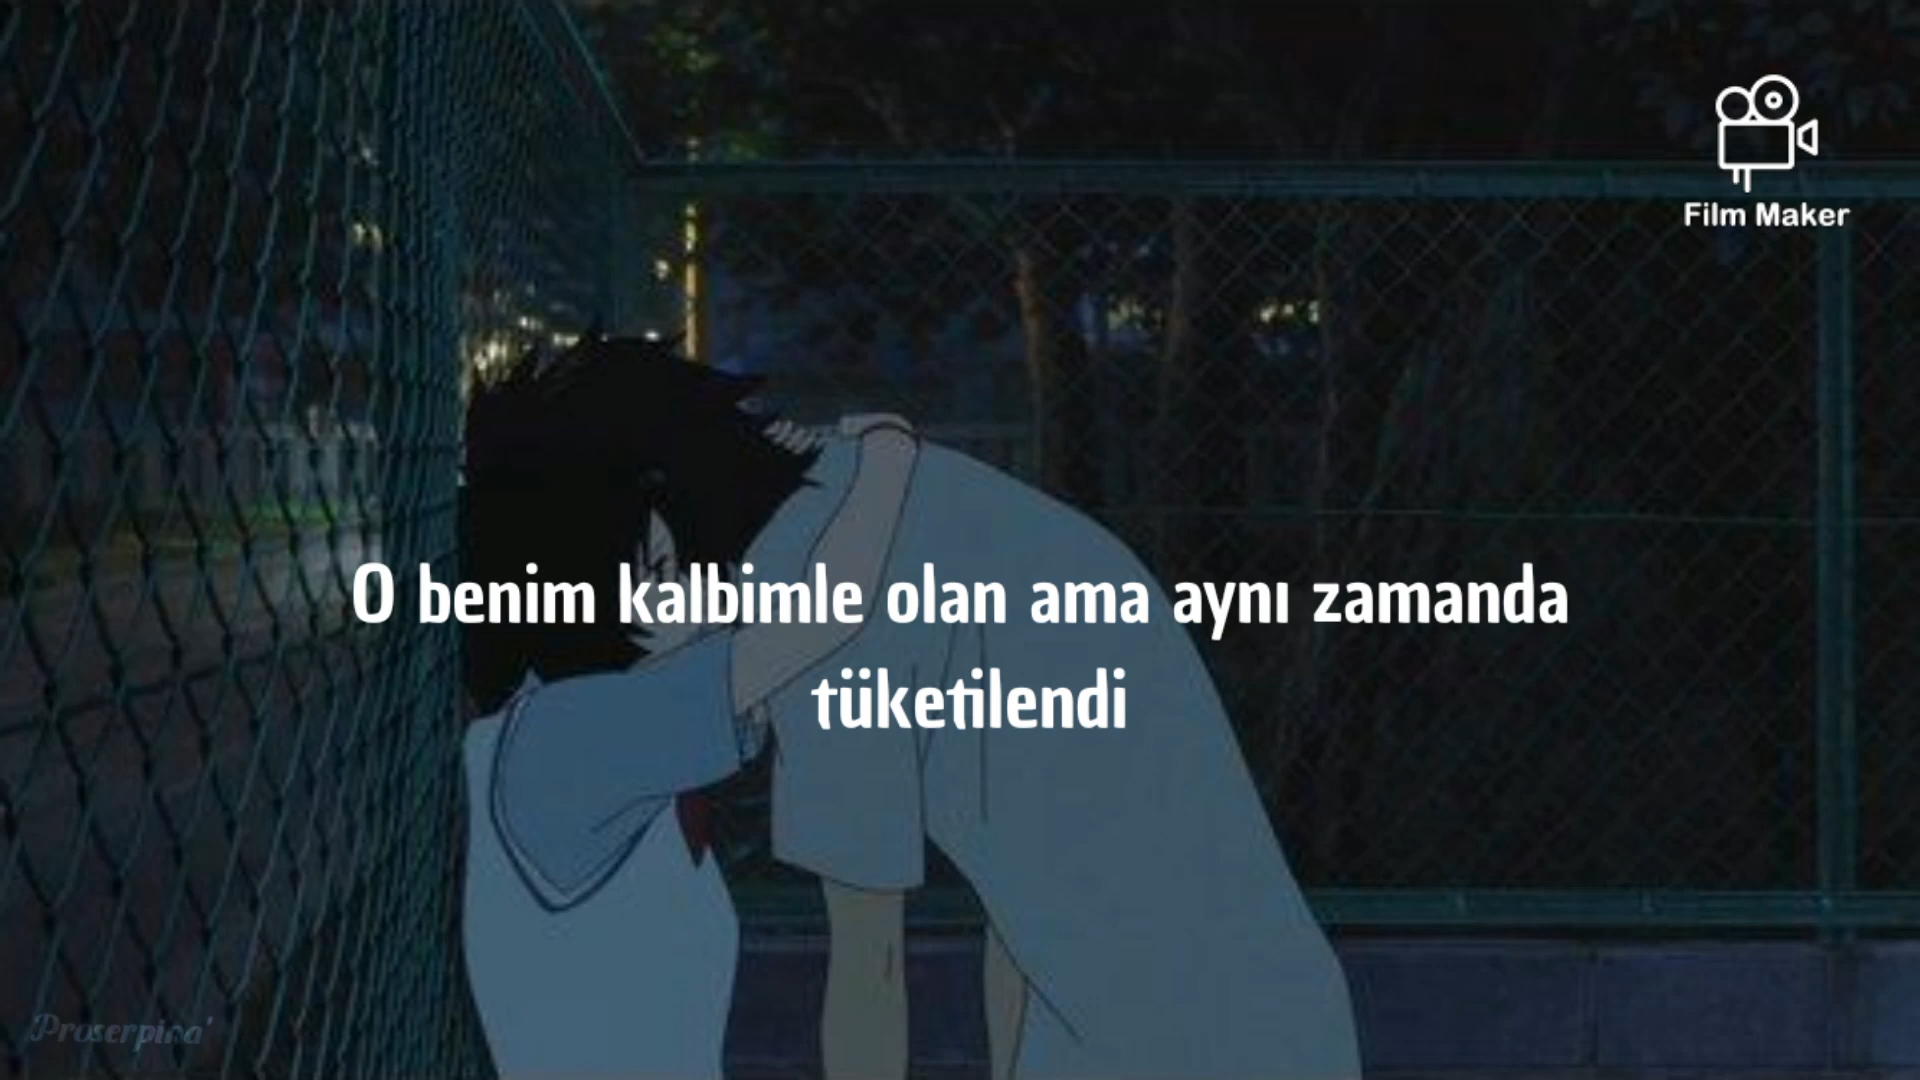 Film Maker
O benim kalbimle olan ama aynı zamanda
tüketilendi
'Proserpina'